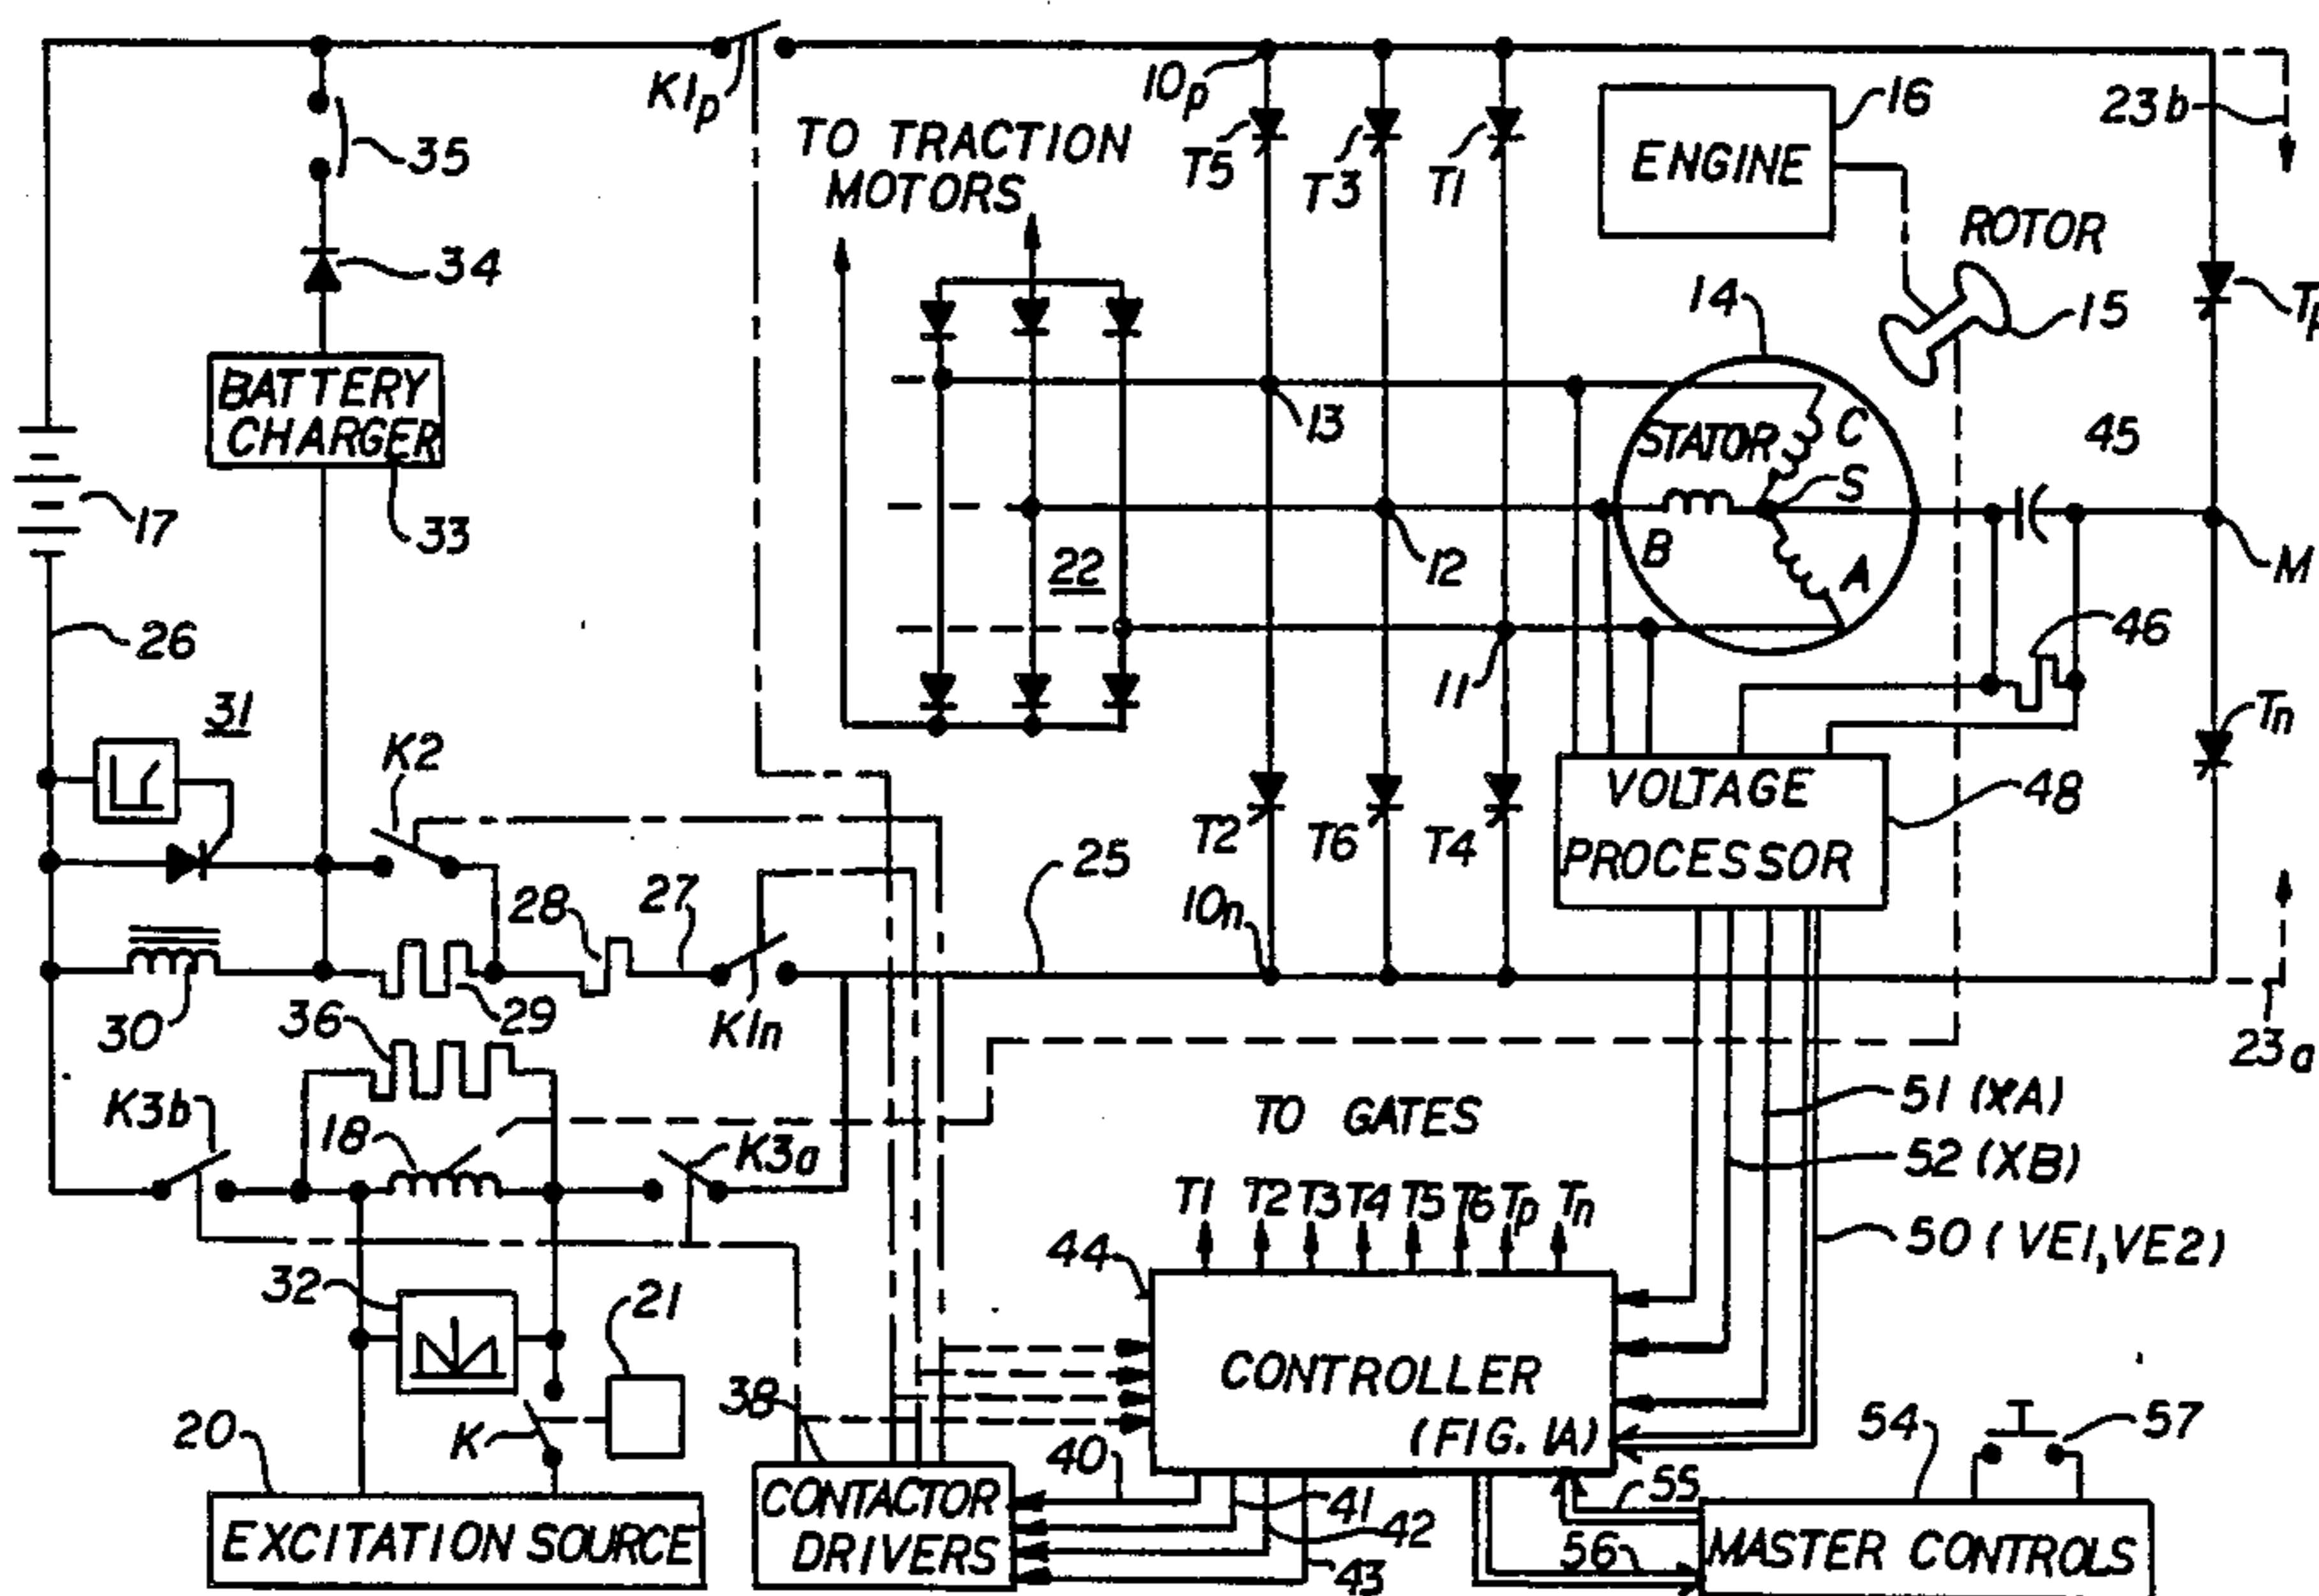 K1p
10p
16
23b
35
TO TRACTION
MOTORS
T5
T3
T1
ENGINE
ROTOR
34
14
15
Tp
BATTERY
CHARGER
13
STATOR
C
45
S
17
33
B
12
A
M
22
26
46
31
11
Tn
K2
VOLTAGE
PROCESSOR
48
T2
T6
T4
28
27
25
10n
30
29
36
K1n
23a
K3b
18
K3a
TO GATES
51 (XA)
52 (XB)
T1
T2
T3
T4
T5
T6
Tp
Tn
50 (VE1, VE2)
44
32
21
CONTROLLER
(FIG. 1A)
38
20
K
40
54
57
CONTACTOR
DRIVERS
41
42
43
55
56
EXCITATION SOURCE
MASTER CONTROLS